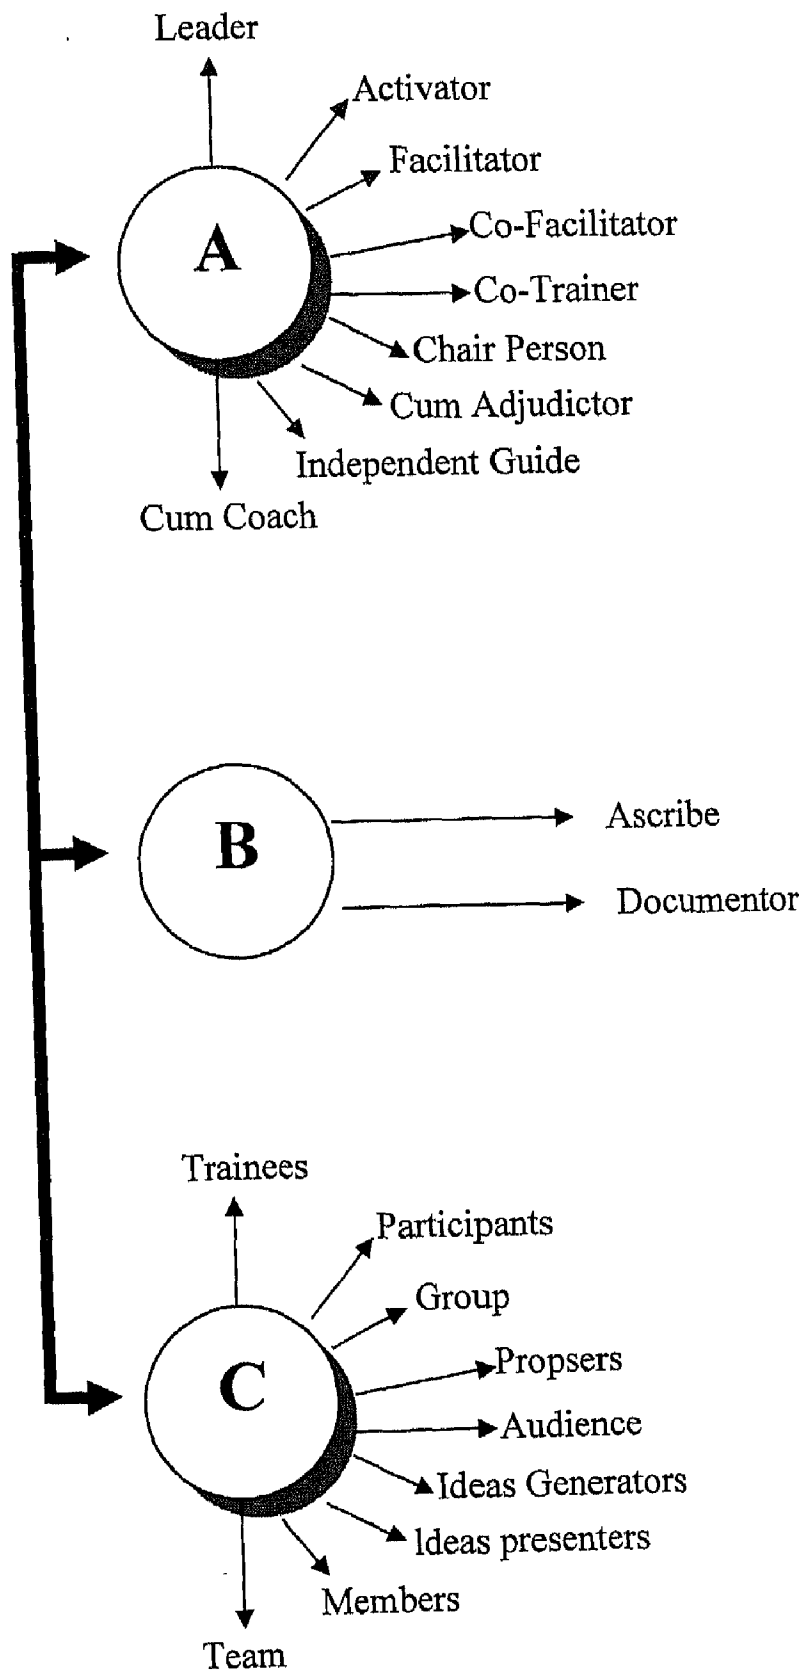 Leader
Activator
Facilitator
A
Co-Facilitator
Co-Trainer
Chair Person
Cum Adjudictor
Independent Guide
Cum Coach
B
Ascribe
Documentor
Trainees
Participants
Group
C
Propsers
Audience
Ideas Generators
Ideas presenters
Members
Team